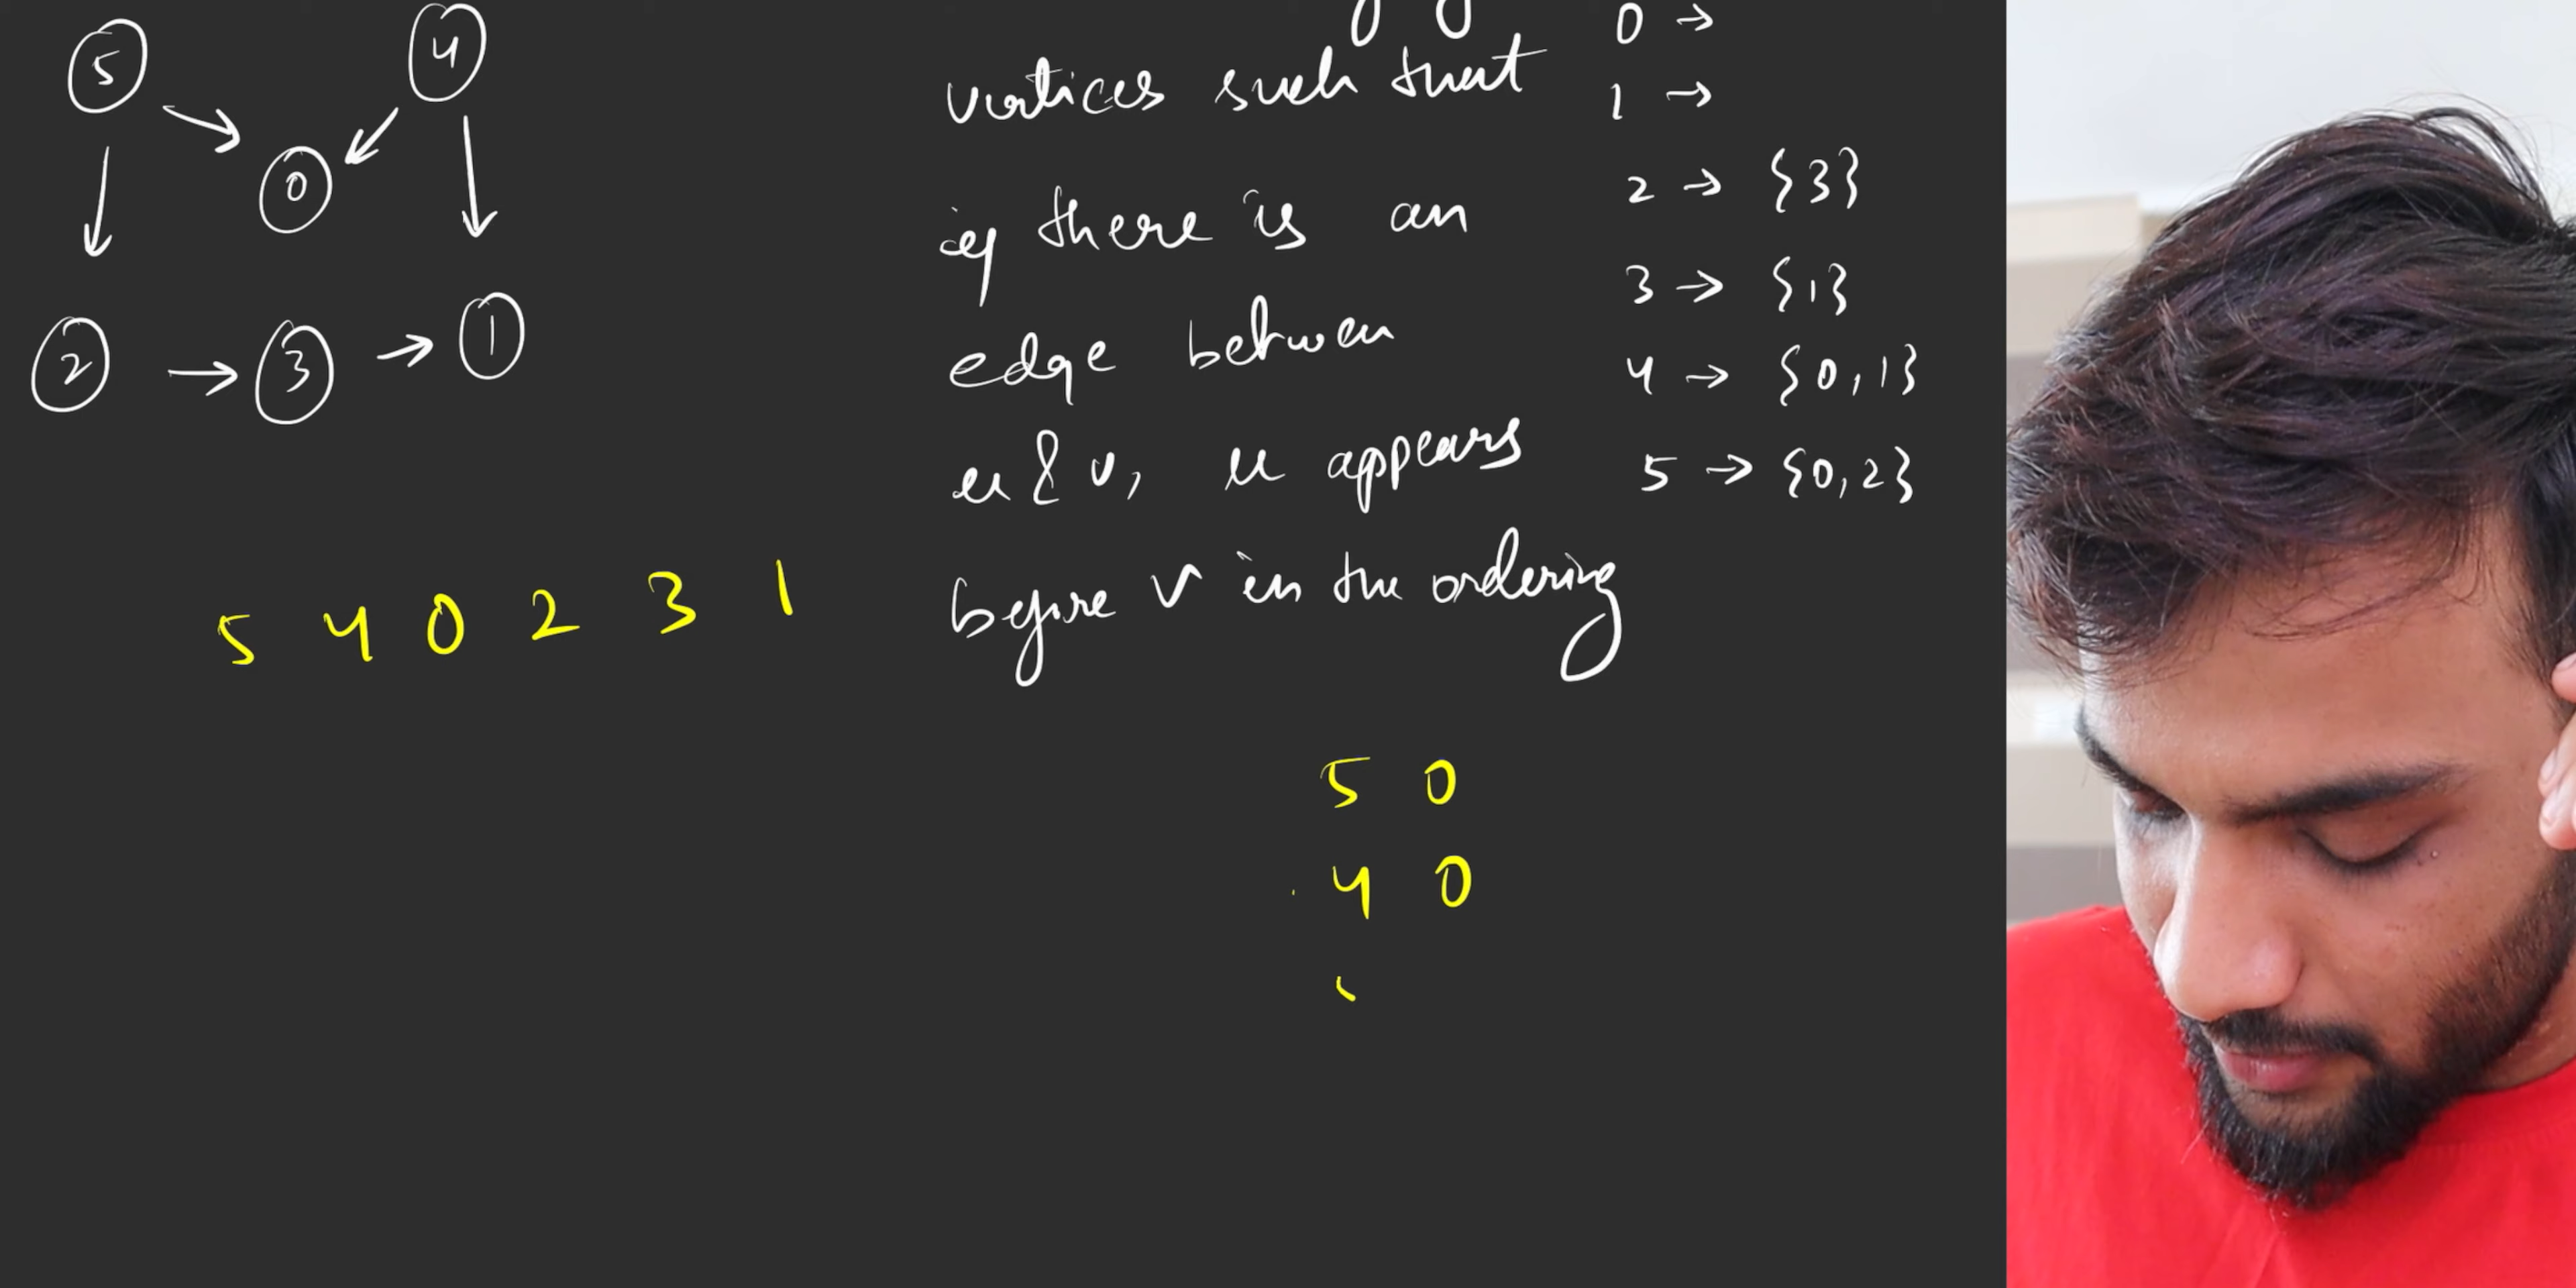 5 4
0
2 → 3 → 1
5 4 0 2 3 1
vertices such that
if there is an
edge between
u & v, u appears
before v in the ordering
0 →
1 →
2 → {3}
3 → {1}
4 → {0,1}
5 → {0,2}
5 0
4 0